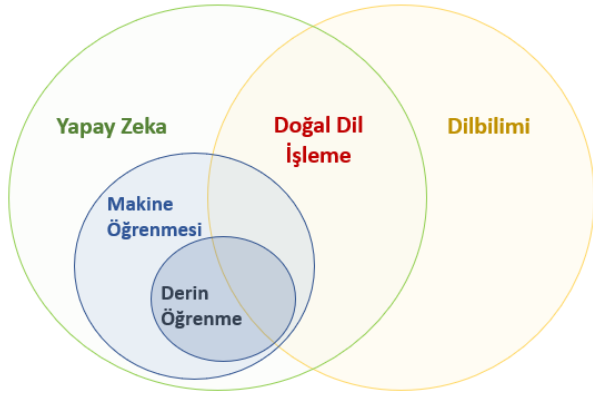 Yapay Zeka
Doğal Dil
İşleme
Dilbilimi
Makine
Öğrenmesi
Derin
Öğrenme